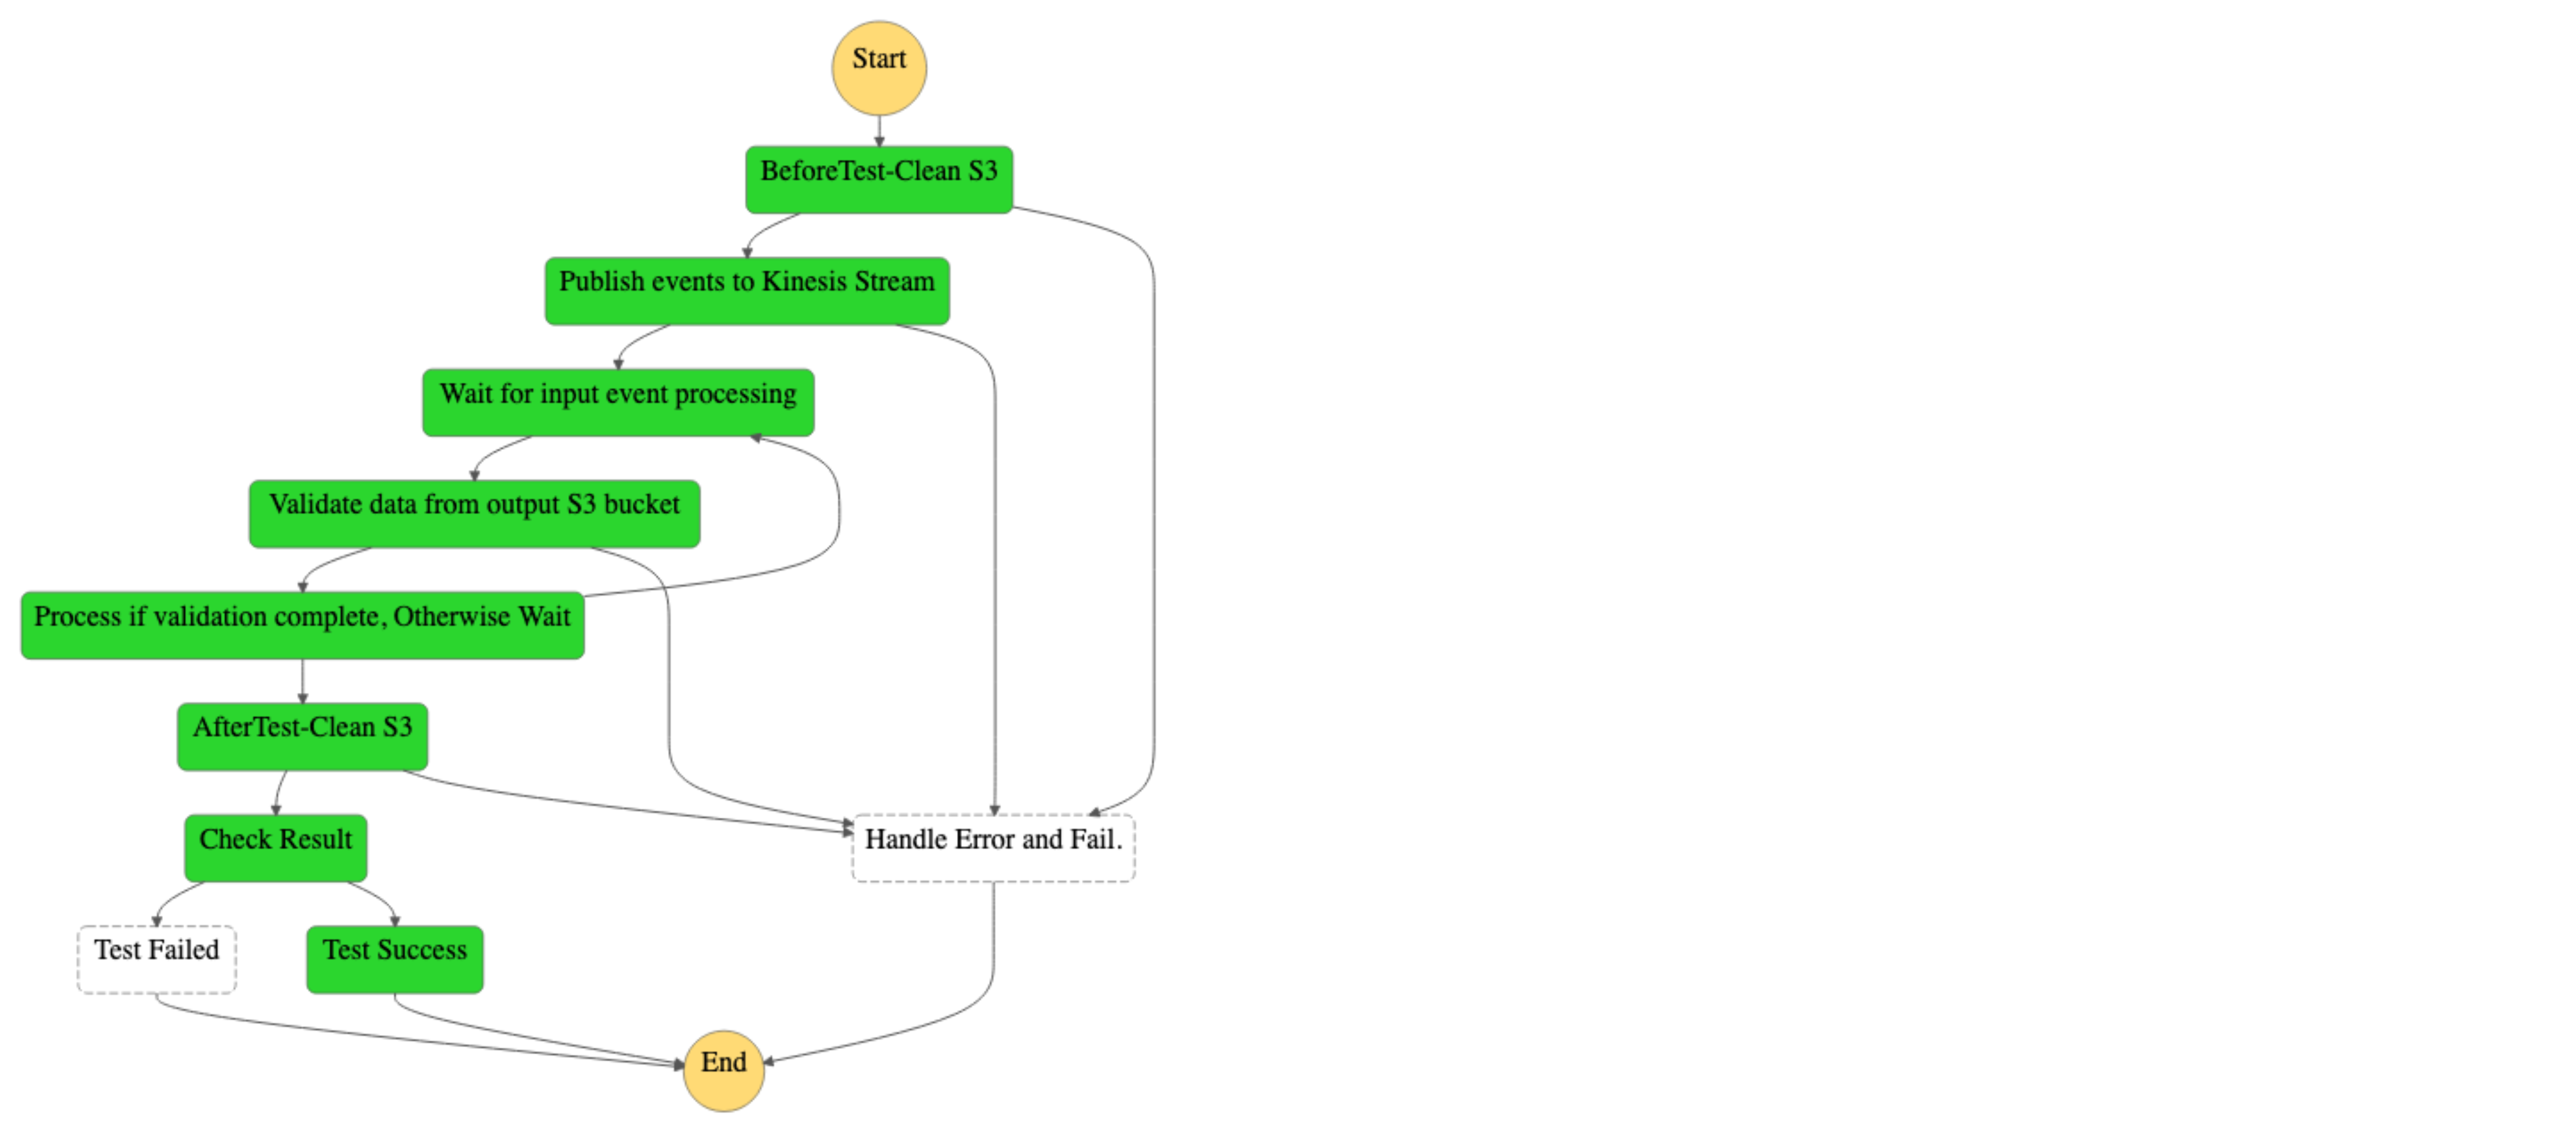 Start
BeforeTest-Clean S3
Publish events to Kinesis Stream
Wait for input event processing
Validate data from output S3 bucket
Process if validation complete, Otherwise Wait
AfterTest-Clean S3
Check Result
Handle Error and Fail.
Test Failed
Test Success
End